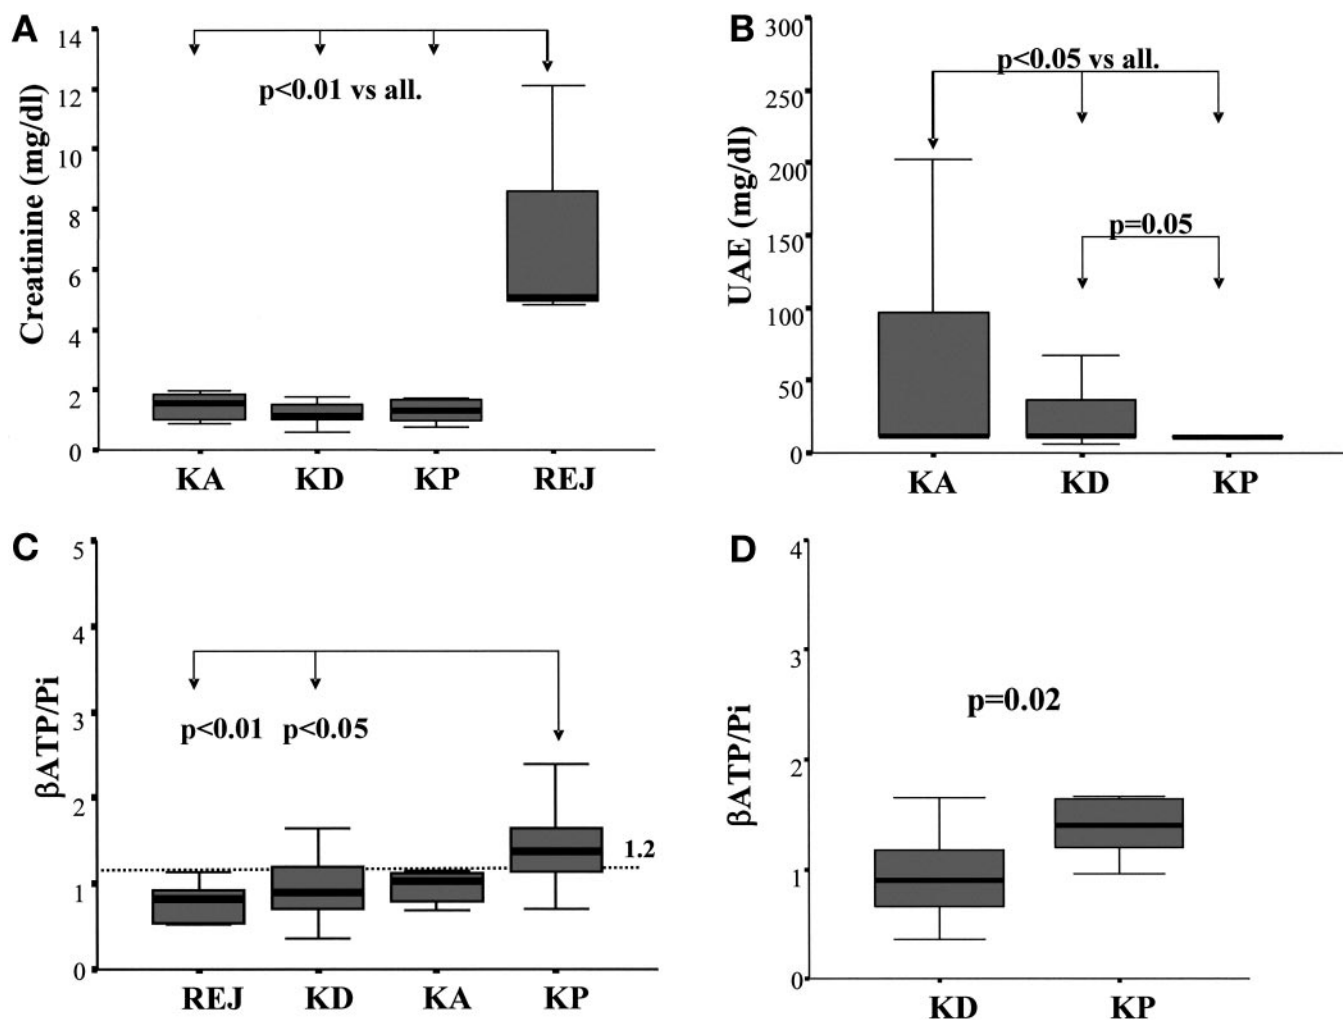 A
14
12
10
8
6
4
2
0
Creatinine (mg/dl)
p<0.01 vs all.
KA KD KP REJ
B
300
250
200
150
100
50
0
UAE (mg/dl)
p<0.05 vs all.
p=0.05
KA KD KP
C
5
4
3
2
1
0
βATP/Pi
p<0.01 p<0.05
1.2
REJ KD KA KP
D
4
3
2
1
0
βATP/Pi
p=0.02
KD KP